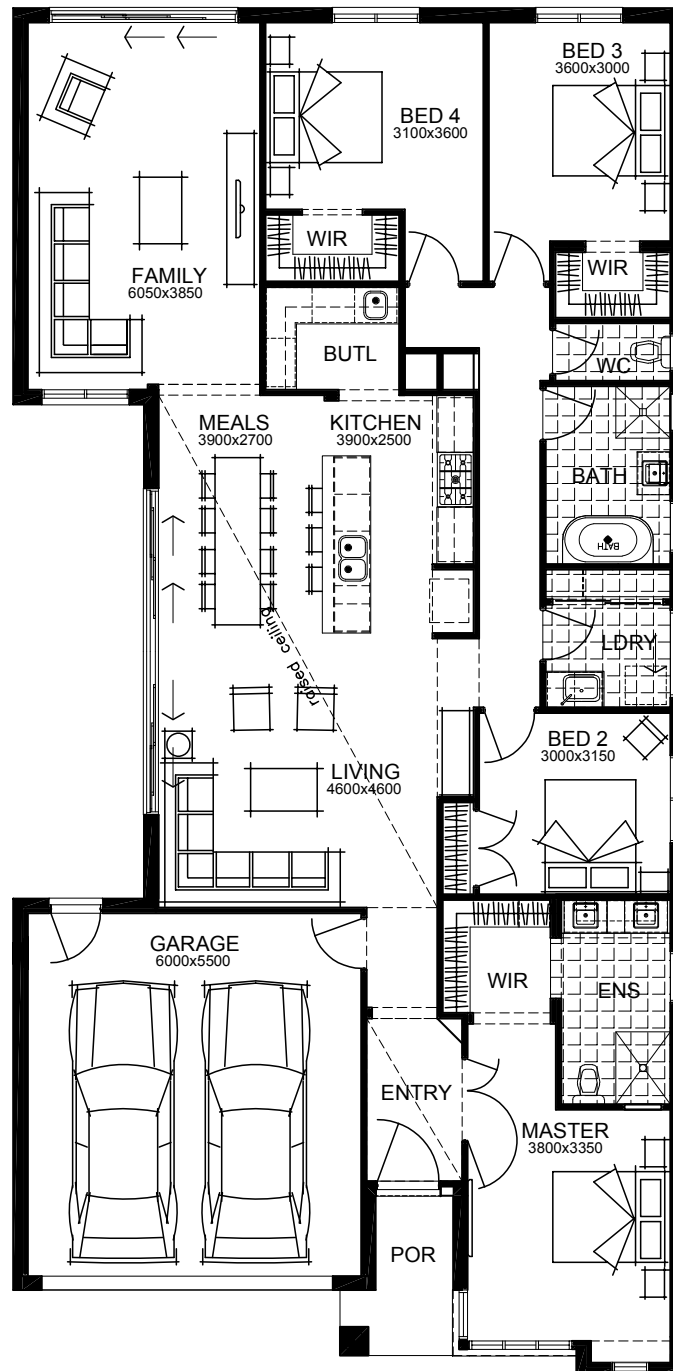 BED 3
3600x3000
BED 4
3100x3600
WIR
WIR
FAMILY
6050x3850
BUTL
WC
MEALS
3900x2700
KITCHEN
3900x2500
BATH
BATH
raised ceiling
LDRY
BED 2
3000x3150
LIVING
4600x4600
GARAGE
6000x5500
WIR
ENS
ENTRY
MASTER
3800x3350
POR